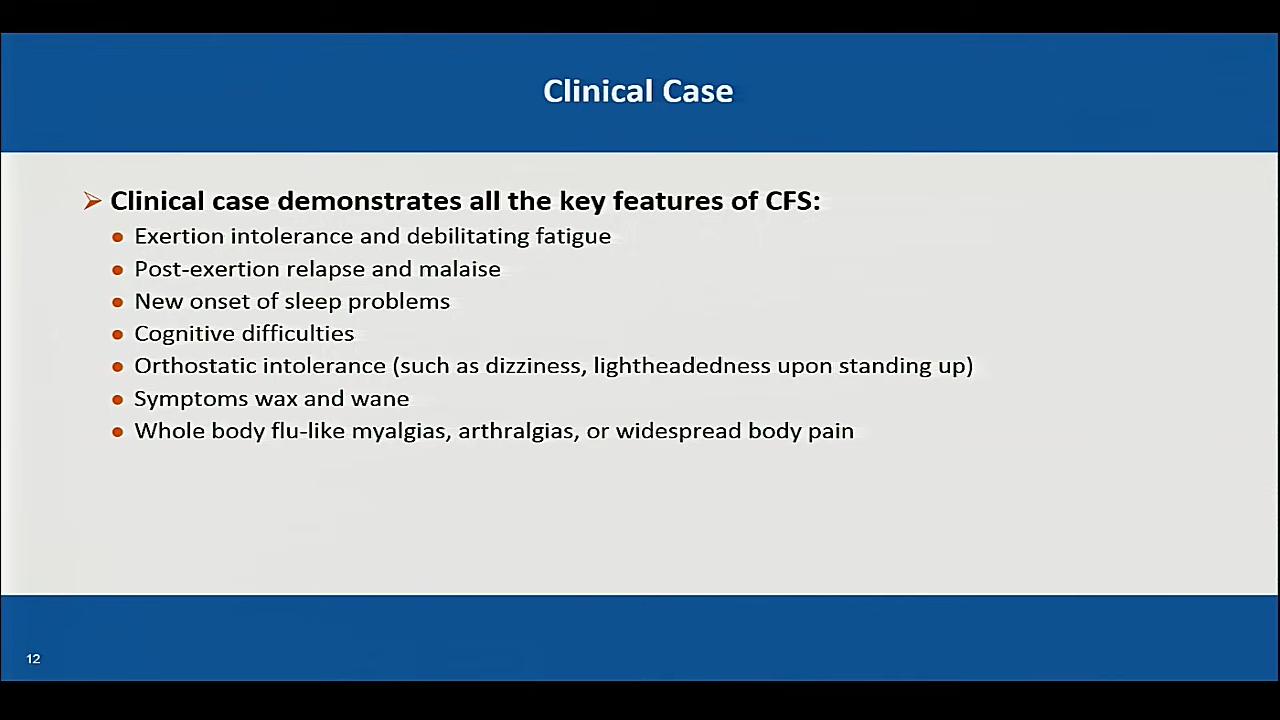 Clinical Case
➢ Clinical case demonstrates all the key features of CFS:
• Exertion intolerance and debilitating fatigue
• Post-exertion relapse and malaise
• New onset of sleep problems
• Cognitive difficulties
• Orthostatic intolerance (such as dizziness, lightheadedness upon standing up)
• Symptoms wax and wane
• Whole body flu-like myalgias, arthralgias, or widespread body pain
12